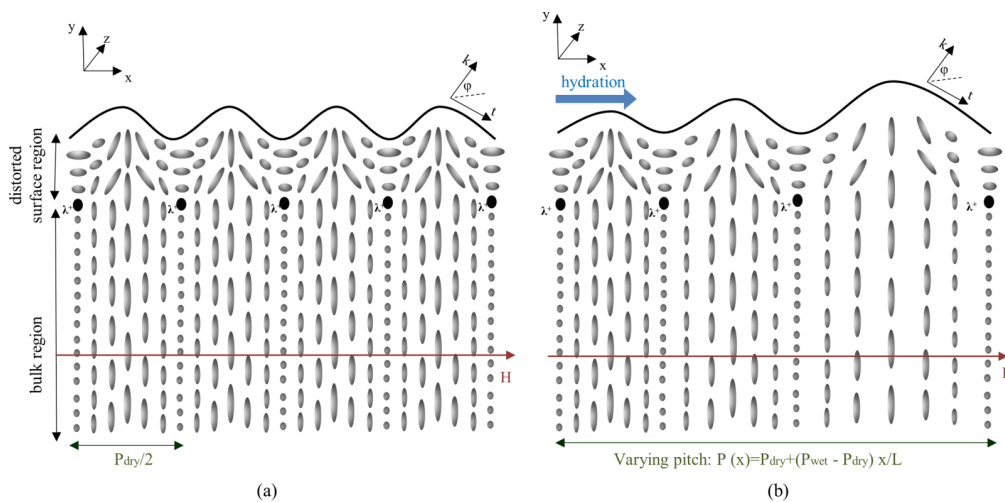 y
z
x
k
φ
t
distorted
surface region
λ⁺
λ⁺
λ⁺
λ⁺
λ⁺
bulk region
H
Pdry/2
(a)
y
z
x
hydration
k
φ
t
λ⁺
λ⁺
λ⁺
λ⁺
Varying pitch: P (x)=Pdry+(Pwet - Pdry) x/L
(b)